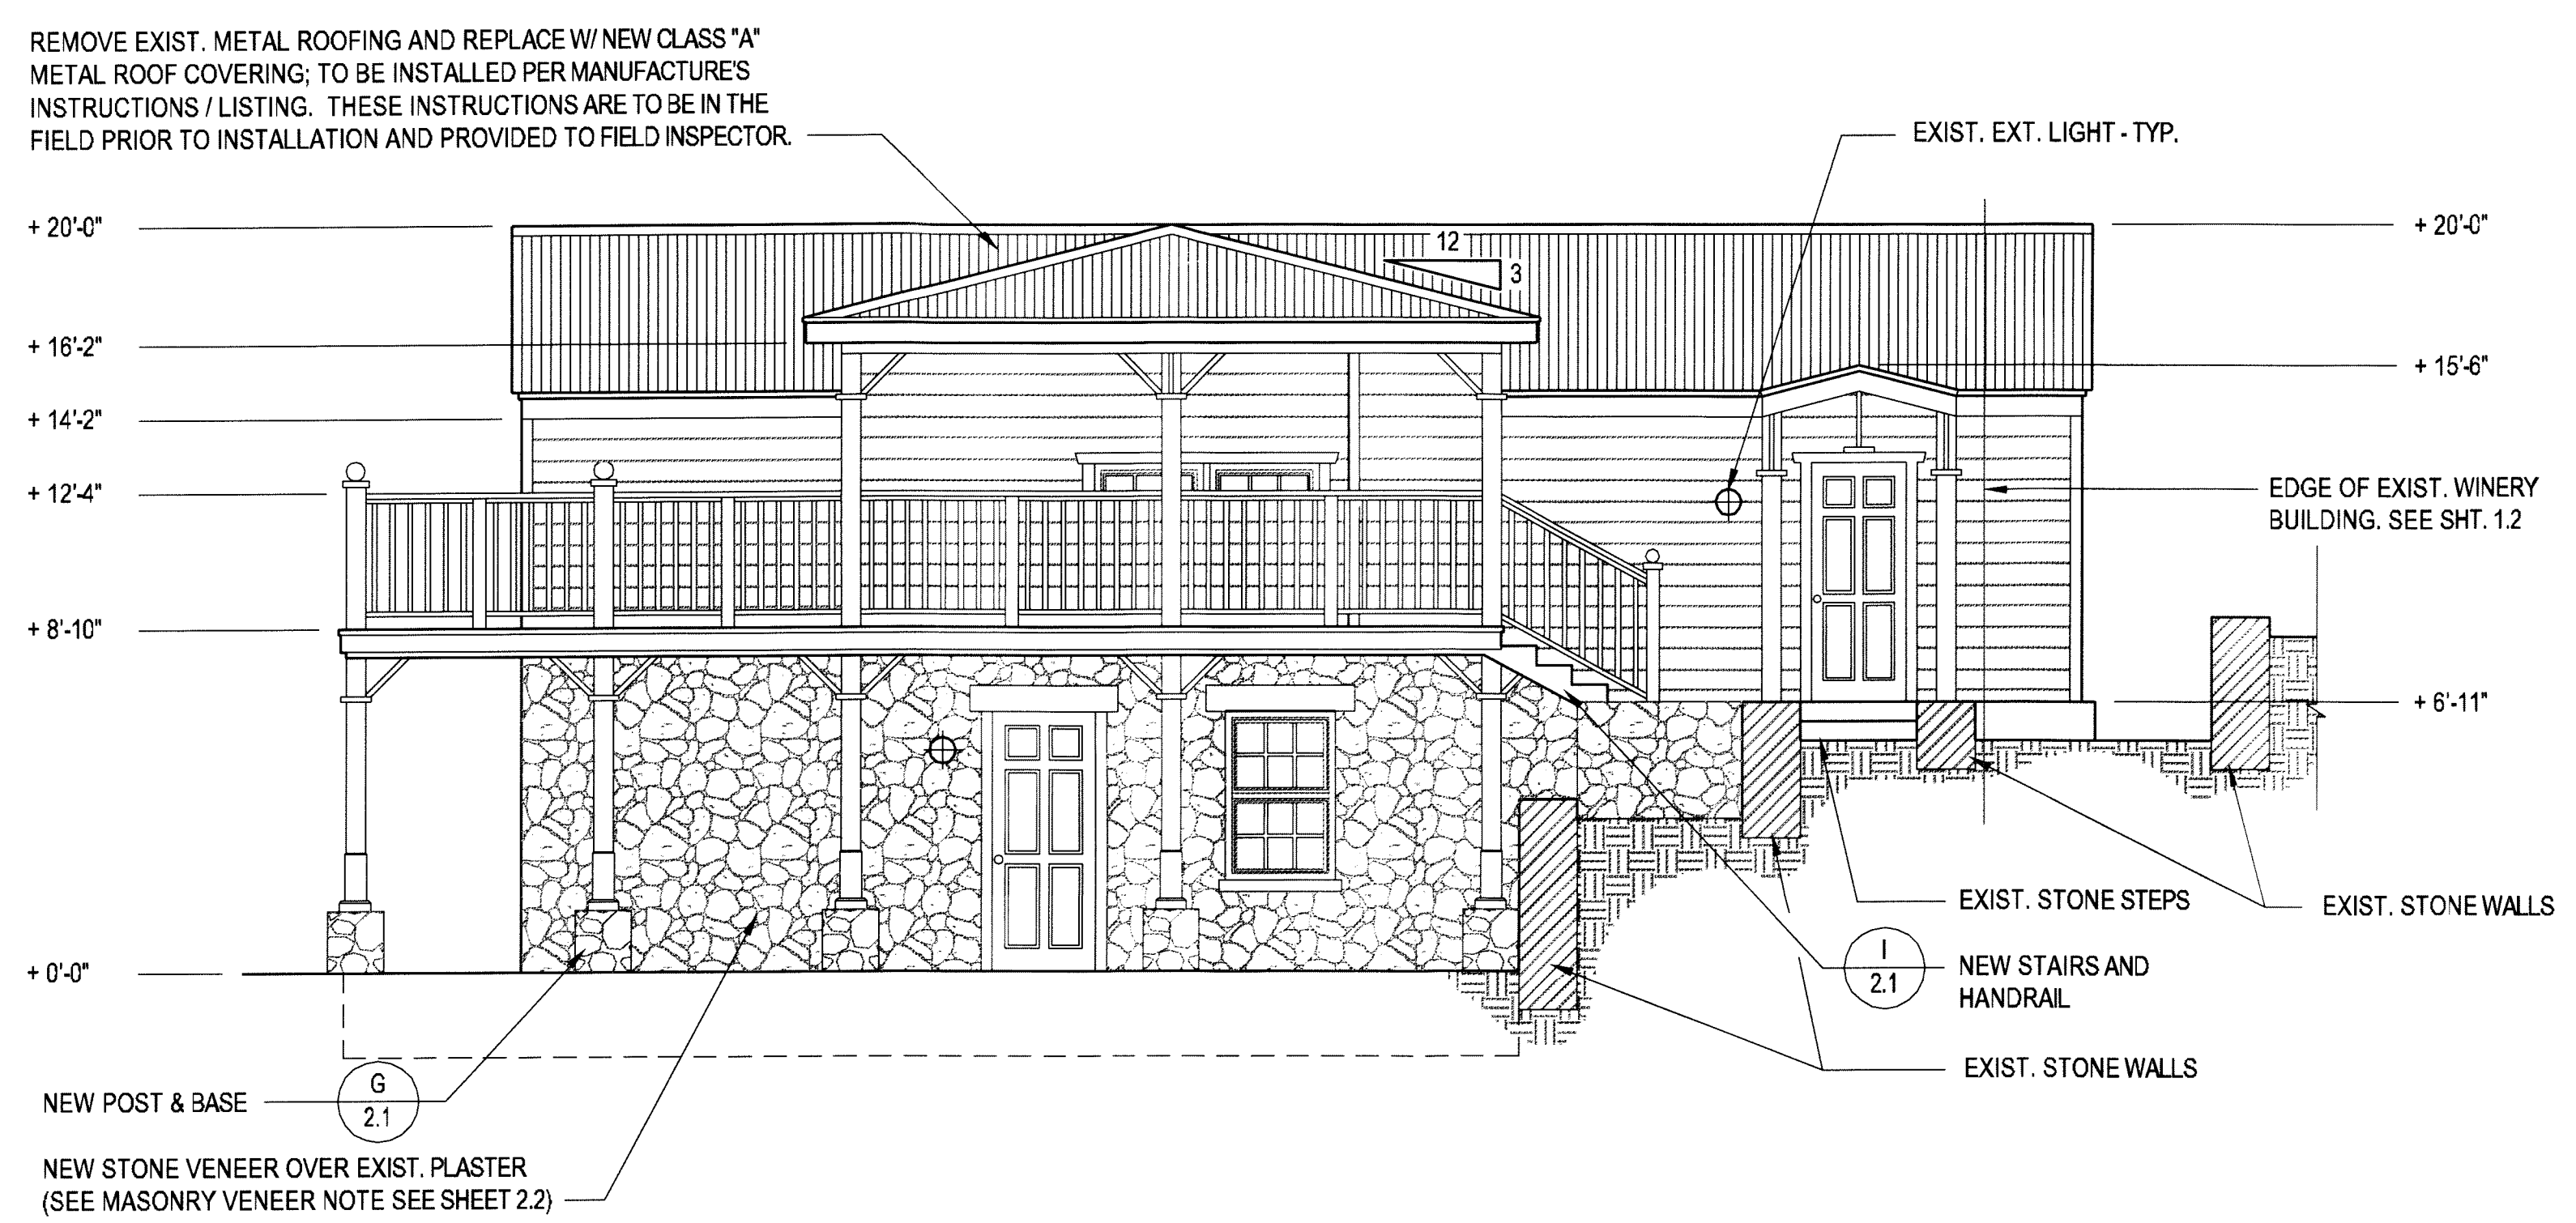 REMOVE EXIST. METAL ROOFING AND REPLACE W/ NEW CLASS "A"
METAL ROOF COVERING; TO BE INSTALLED PER MANUFACTURE'S
INSTRUCTIONS / LISTING. THESE INSTRUCTIONS ARE TO BE IN THE
FIELD PRIOR TO INSTALLATION AND PROVIDED TO FIELD INSPECTOR.
EXIST. EXT. LIGHT - TYP.
+ 20'-0"
+ 20'-0"
12
3
+ 16'-2"
+ 15'-6"
+ 14'-2"
+ 12'-4"
EDGE OF EXIST. WINERY
BUILDING. SEE SHT. 1.2
+ 8'-10"
+ 6'-11"
EXIST. STONE STEPS
EXIST. STONE WALLS
+ 0'-0"
I
2.1
NEW STAIRS AND
HANDRAIL
EXIST. STONE WALLS
NEW POST & BASE
G
2.1
NEW STONE VENEER OVER EXIST. PLASTER
(SEE MASONRY VENEER NOTE SEE SHEET 2.2)